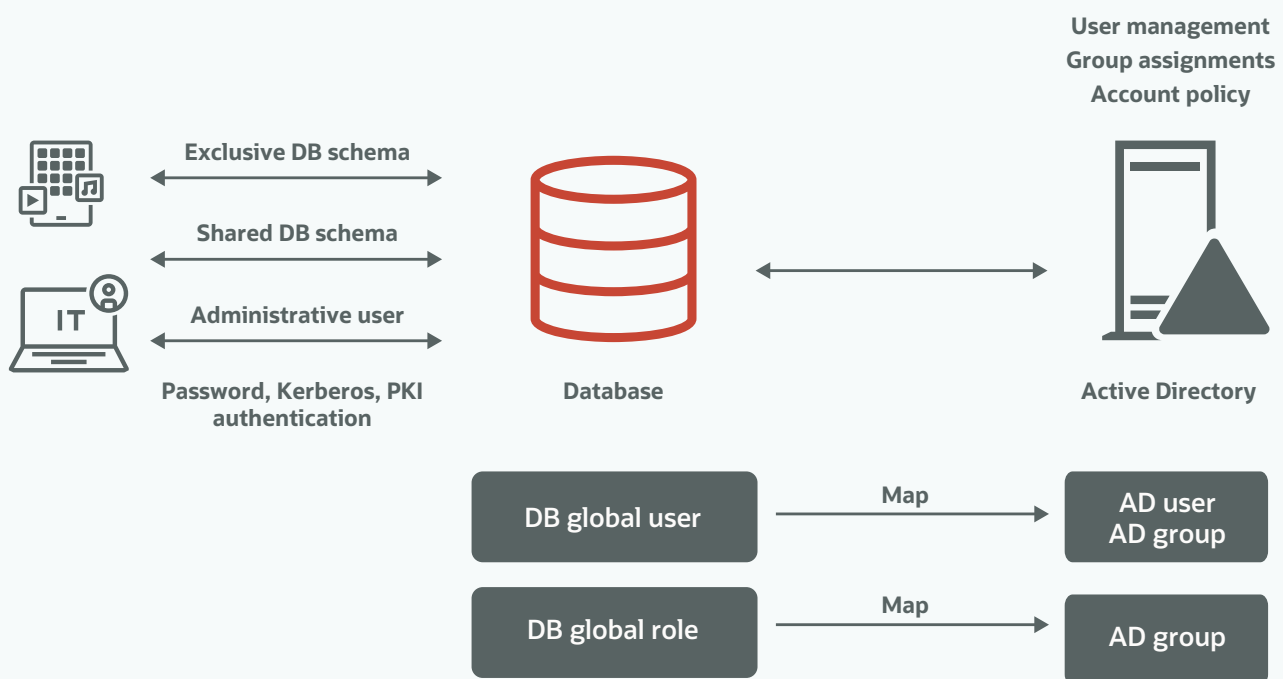 User management
Group assignments
Account policy
Exclusive DB schema
Shared DB schema
IT
Administrative user
Password, Kerberos, PKI
authentication
Database
Active Directory
DB global user
Map
AD user
AD group
DB global role
Map
AD group